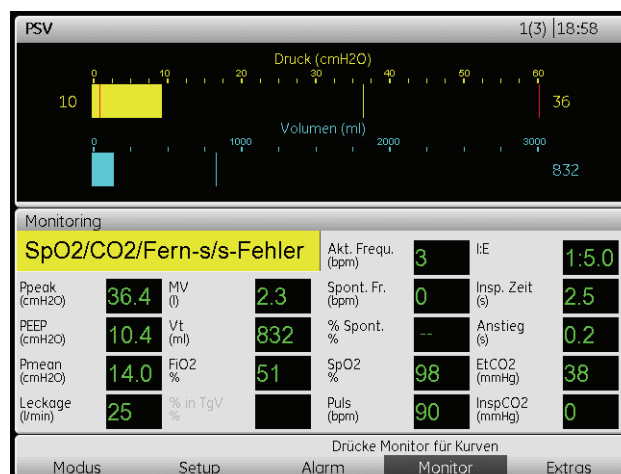 PSV 1(3) 18:58
Druck (cmH2O)
0 10 20 30 40 50 60
10 36
Volumen (ml)
0 1000 2000 3000
832
Monitoring
SpO2/CO2/Fern-s/s-Fehler
Akt. Frequ. (bpm) 3 I:E 1:5.0
Ppeak (cmH2O) 36.4 MV (l) 2.3 Spont. Fr. (bpm) 0 Insp. Zeit (s) 2.5
PEEP (cmH2O) 10.4 Vt (ml) 832 % Spont. % -- Anstieg (s) 0.2
Pmean (cmH2O) 14.0 FiO2 % 51 SpO2 % 98 EtCO2 (mmHg) 38
Leckage (l/min) 25 % in TgV % Puls (bpm) 90 InspCO2 (mmHg) 0
Drücke Monitor für Kurven
Modus Setup Alarm Monitor Extras